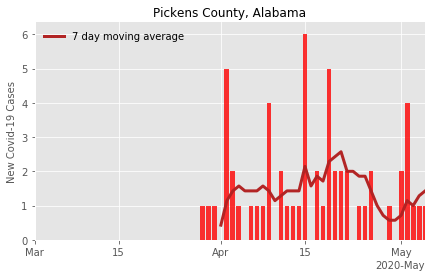 Pickens County, Alabama
7 day moving average
New Covid-19 Cases
6
5
4
3
2
1
0
Mar 15 Apr 15 May
2020-May